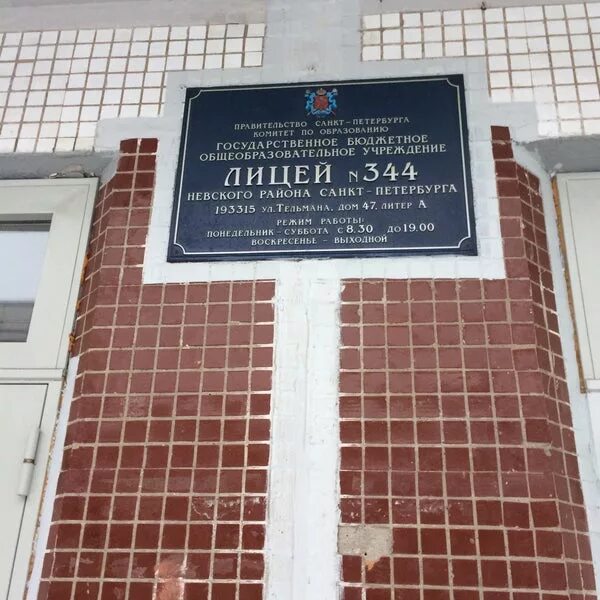 ПРАВИТЕЛЬСТВО САНКТ-ПЕТЕРБУРГА
КОМИТЕТ ПО ОБРАЗОВАНИЮ
ГОСУДАРСТВЕННОЕ БЮДЖЕТНОЕ
ОБЩЕОБРАЗОВАТЕЛЬНОЕ УЧРЕЖДЕНИЕ
ЛИЦЕЙ N 344
НЕВСКОГО РАЙОНА САНКТ-ПЕТЕРБУРГА
193315 ул.Тельмана, дом 47, литер А
РЕЖИМ РАБОТЫ:
ПОНЕДЕЛЬНИК-СУББОТА С 8.30 ДО 19.00
ВОСКРЕСЕНЬЕ - ВЫХОДНОЙ